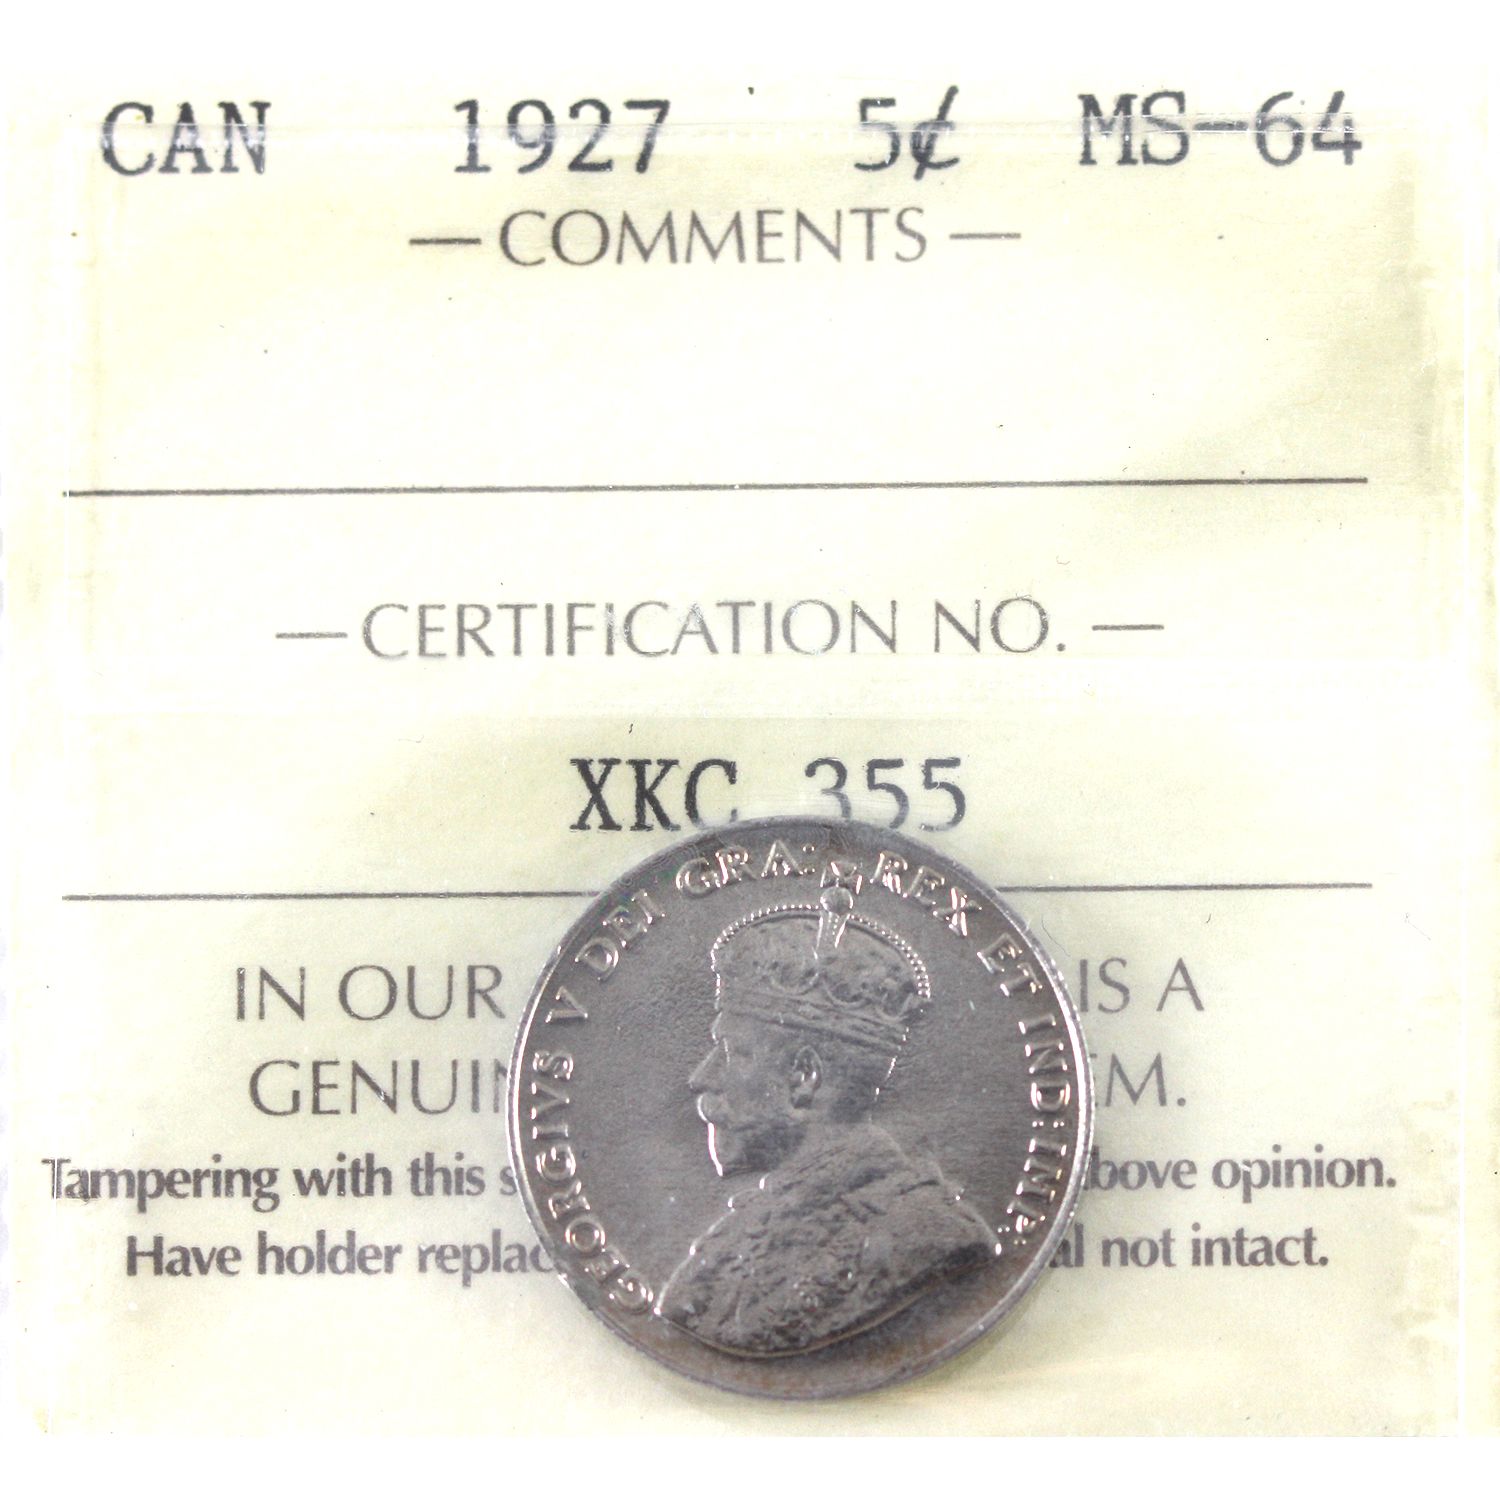 CAN 1927 5¢ MS-64
— COMMENTS —
— CERTIFICATION NO. —
XKC 355
GEORGIVS V DEI GRA: REX ET IND: IMP:
IN OUR IS A
GENUIN EM.
Tampering with this s bove opinion.
Have holder replac al not intact.